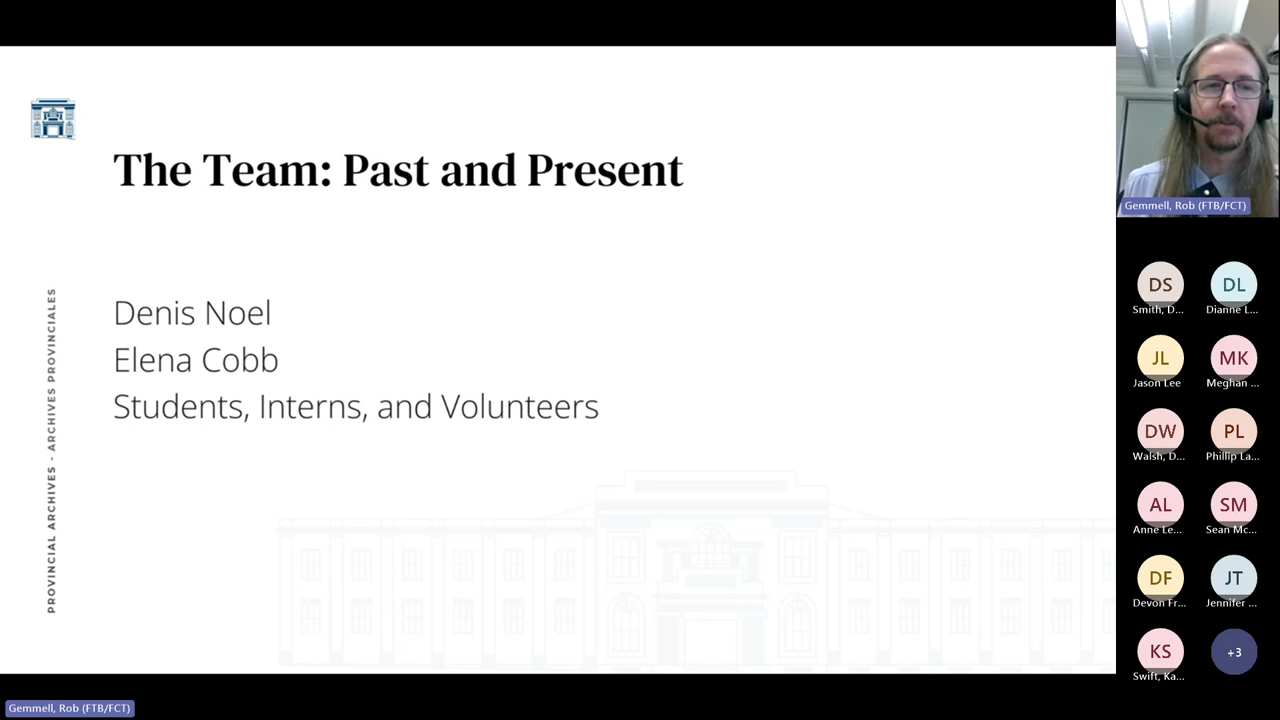 The Team: Past and Present
Denis Noel
Elena Cobb
Students, Interns, and Volunteers
PROVINCIAL ARCHIVES - ARCHIVES PROVINCIALES
Gemmell, Rob (FTB/FCT)
DS
Smith, D...
DL
Dianne L...
JL
Jason Lee
MK
Meghan ...
DW
Walsh, D...
PL
Phillip La...
AL
Anne Le...
SM
Sean Mc...
DF
Devon Fr...
JT
Jennifer ...
KS
Swift, Ka...
+3
Gemmell, Rob (FTB/FCT)